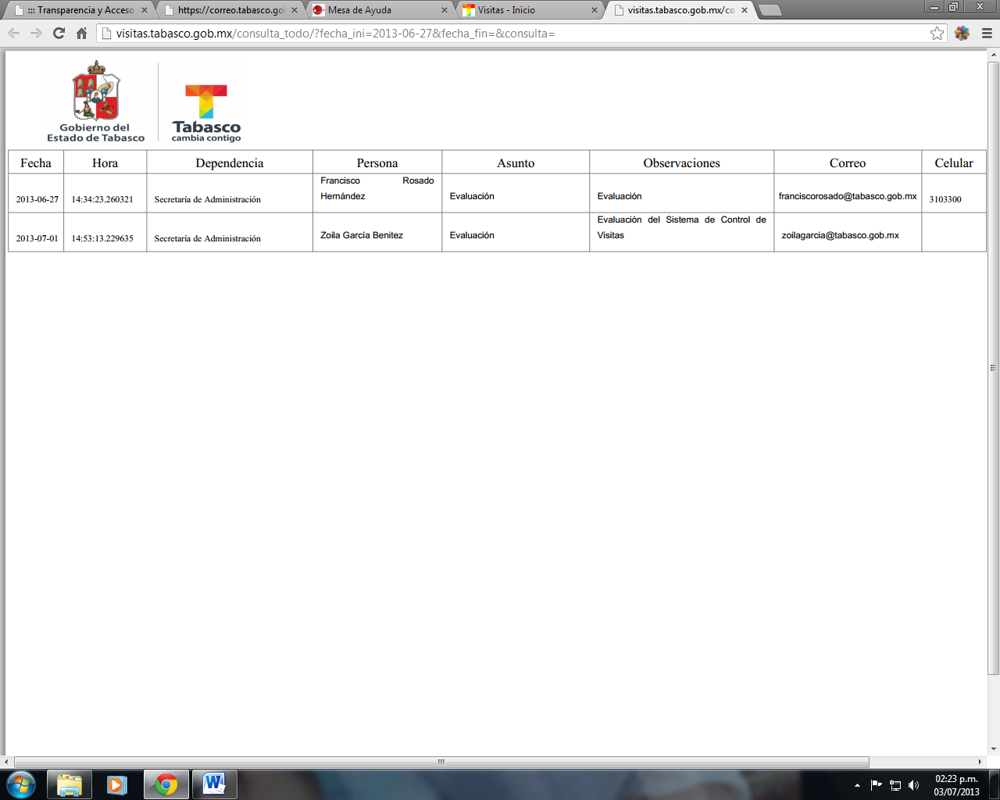 ::: Transparencia y Acceso
https://correo.tabasco.gol
Mesa de Ayuda
Visitas - Inicio
visitas.tabasco.gob.mx/co
visitas.tabasco.gob.mx/consulta_todo/?fecha_ini=2013-06-27&fecha_fin=&consulta=
Gobierno del
Estado de Tabasco
Tabasco
cambia contigo
Fecha Hora Dependencia Persona Asunto Observaciones Correo Celular
Francisco Rosado
2013-06-27 14:34:23.260321 Secretaría de Administración Hernández Evaluación Evaluación franciscorosado@tabasco.gob.mx 3103300
Evaluación del Sistema de Control de
2013-07-01 14:53:13.229635 Secretaría de Administración Zoila García Benitez Evaluación Visitas zoilagarcia@tabasco.gob.mx
02:23 p.m.
03/07/2013